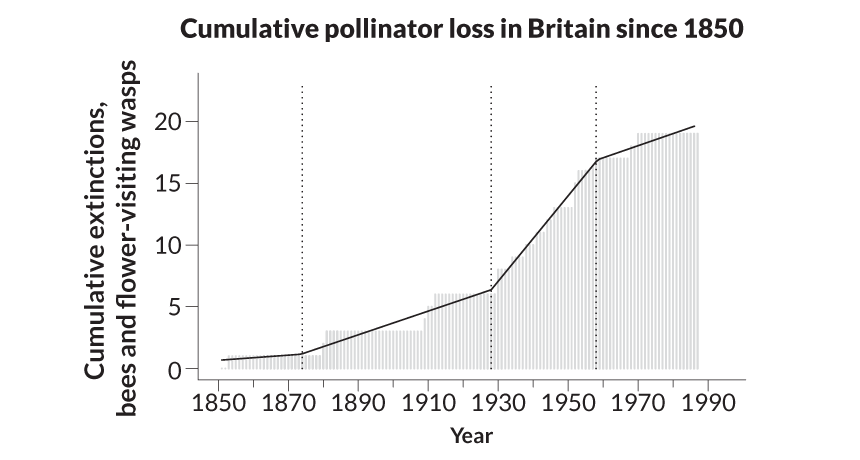 Cumulative pollinator loss in Britain since 1850
Cumulative extinctions,
bees and flower-visiting wasps
20
15
10
5
0
1850 1870 1890 1910 1930 1950 1970 1990
Year